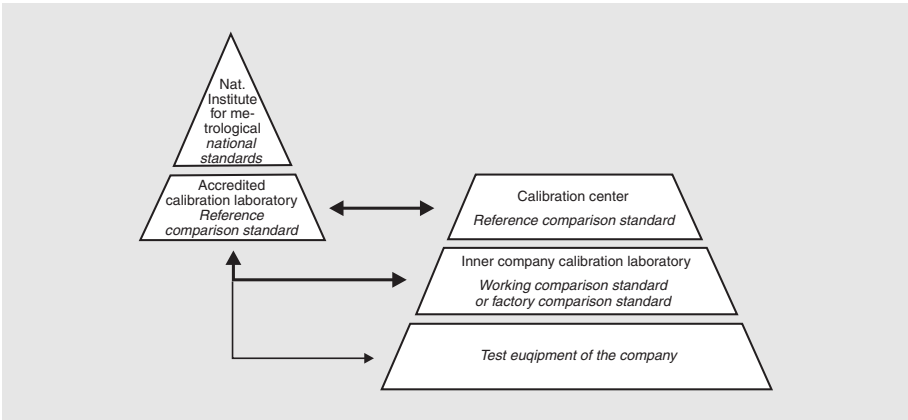 Nat.
Institute
for me-
trological
national
standards
Accredited
calibration laboratory
Reference
comparison standard
Calibration center
Reference comparison standard
Inner company calibration laboratory
Working comparison standard
or factory comparison standard
Test euqipment of the company